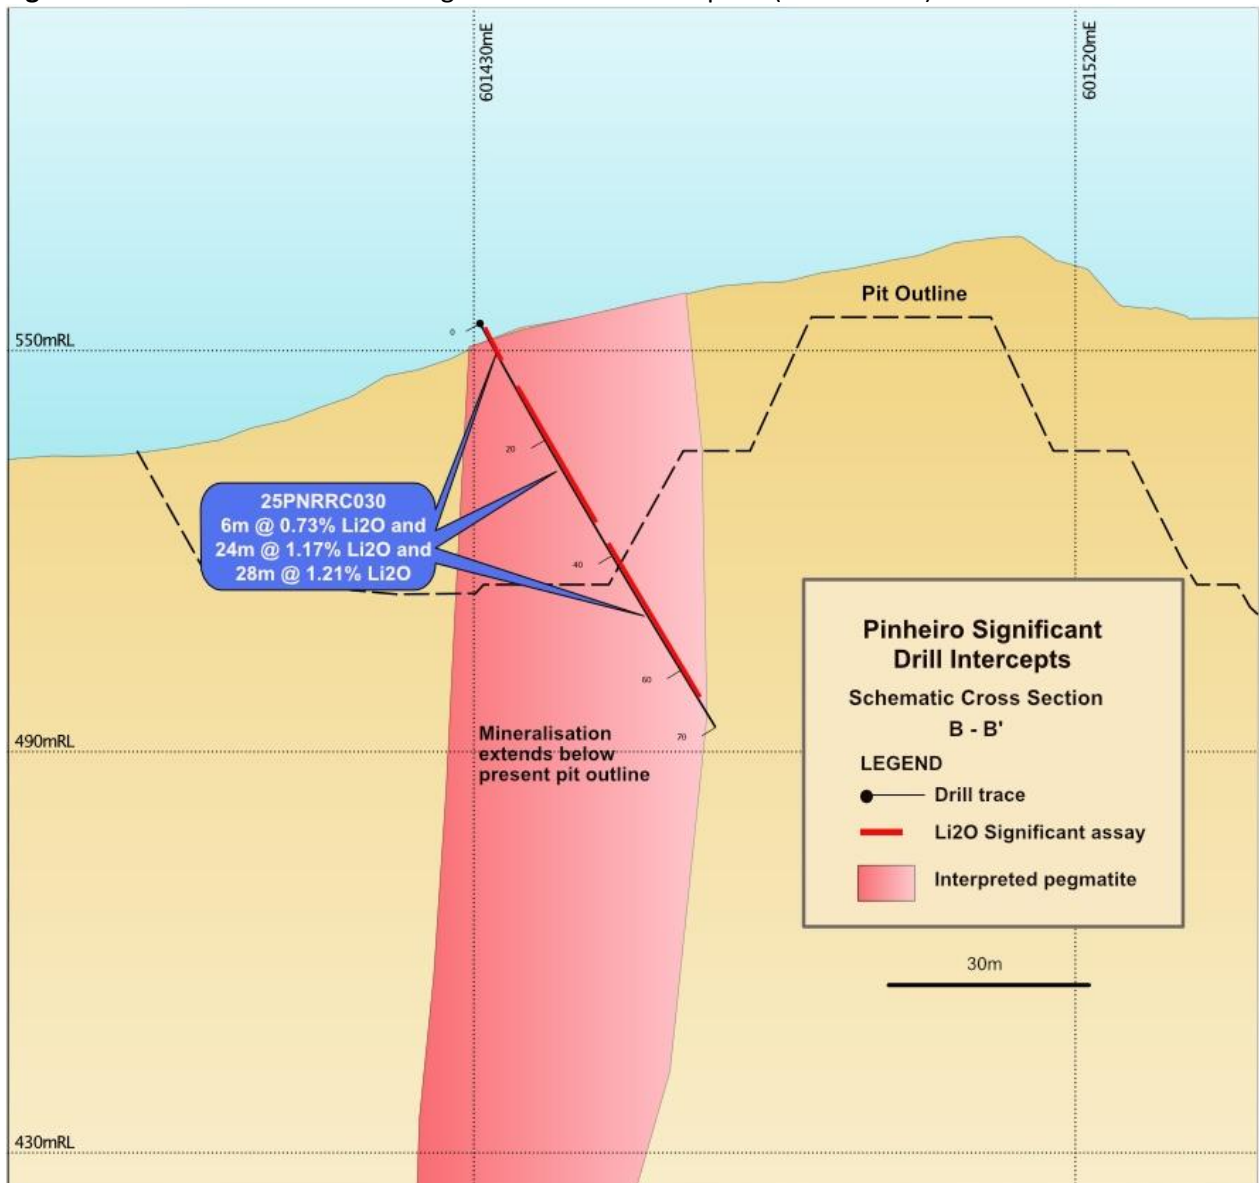 601430mE
601520mE
Pit Outline
0
550mRL
20
25PNRRC030
6m @ 0.73% Li2O and
24m @ 1.17% Li2O and
28m @ 1.21% Li2O
40
60
70
Mineralisation
extends below
present pit outline
490mRL
Pinheiro Significant
Drill Intercepts
Schematic Cross Section
B - B'
LEGEND
Drill trace
Li2O Significant assay
Interpreted pegmatite
30m
430mRL